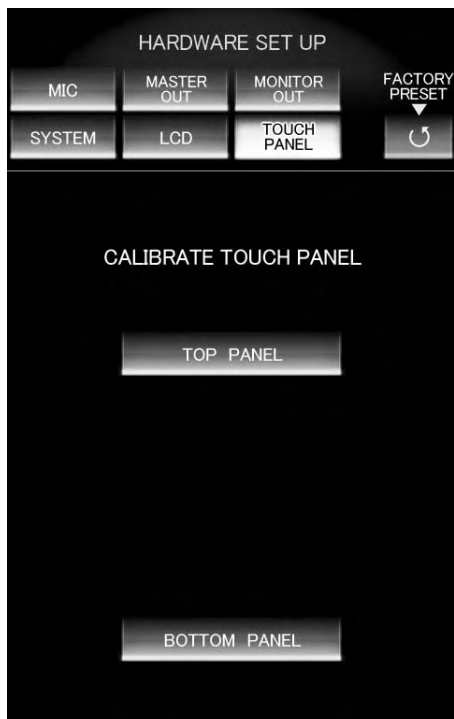 HARDWARE SET UP
MIC
MASTER
OUT
MONITOR
OUT
FACTORY
PRESET
SYSTEM
LCD
TOUCH
PANEL
CALIBRATE TOUCH PANEL
TOP PANEL
BOTTOM PANEL